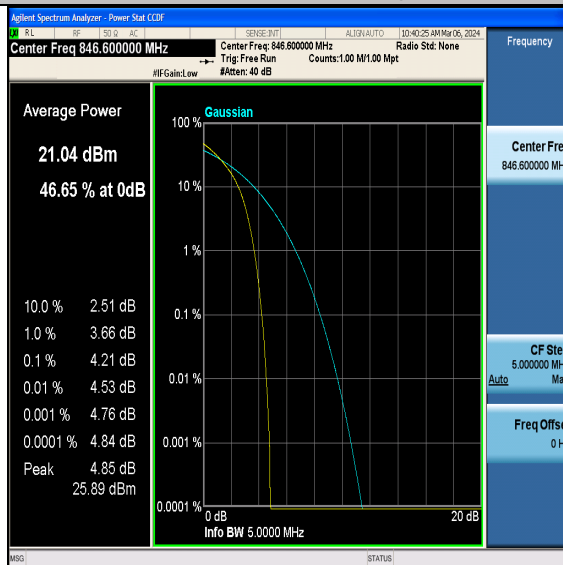 Agilent Spectrum Analyzer - Power Stat CCDF
LXI RL RF 50 Ω AC SENSE:INT ALIGN AUTO 10:40:25 AM Mar 06, 2024
Center Freq 846.600000 MHz
Center Freq: 846.600000 MHz Radio Std: None
Trig: Free Run Counts:1.00 M/1.00 Mpt
#IFGain:Low #Atten: 40 dB
Frequency
Average Power
21.04 dBm
46.65 % at 0dB
10.0 % 2.51 dB
1.0 % 3.66 dB
0.1 % 4.21 dB
0.01 % 4.53 dB
0.001 % 4.76 dB
0.0001 % 4.84 dB
Peak 4.85 dB
25.89 dBm
Gaussian
100 %
10 %
1 %
0.1 %
0.01 %
0.001 %
0.0001 %
0 dB 20 dB
Info BW 5.0000 MHz
Center Fre
846.600000 MH
CF Ste
5.000000 MH
Auto Ma
Freq Offse
0 H
MSG STATUS